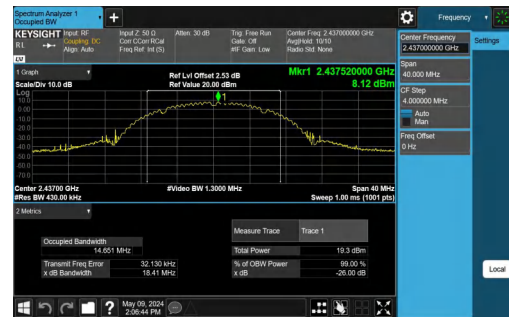 Spectrum Analyzer 1
Occupied BW
+
Frequency
KEYSIGHT
RL
Input: RF
Coupling: DC
Align: Auto
Input Z: 50 Ω
Corr CCorr RCal
Freq Ref: Int (S)
Atten: 30 dB
Trig: Free Run
Gate: Off
#IF Gain: Low
Center Freq: 2.437000000 GHz
Avg|Hold: 10/10
Radio Std: None
LXI
Center Frequency
2.437000000 GHz
Settings
Span
40.000 MHz
CF Step
4.000000 MHz
Auto
Man
Freq Offset
0 Hz
Local
1 Graph
Scale/Div 10.0 dB
Ref Lvl Offset 2.53 dB
Ref Value 20.00 dBm
Mkr1 2.437520000 GHz
8.12 dBm
Log
10.0
0.00
-10.0
-20.0
-30.0
-40.0
-50.0
-60.0
-70.0
1
Center 2.43700 GHz
#Res BW 430.00 kHz
#Video BW 1.3000 MHz
Span 40 MHz
Sweep 1.00 ms (1001 pts)
2 Metrics
Measure Trace
Trace 1
Occupied Bandwidth
14.651 MHz
Total Power
19.3 dBm
Transmit Freq Error
32.130 kHz
% of OBW Power
99.00 %
x dB Bandwidth
18.41 MHz
x dB
-26.00 dB
?
May 09, 2024
2:06:44 PM